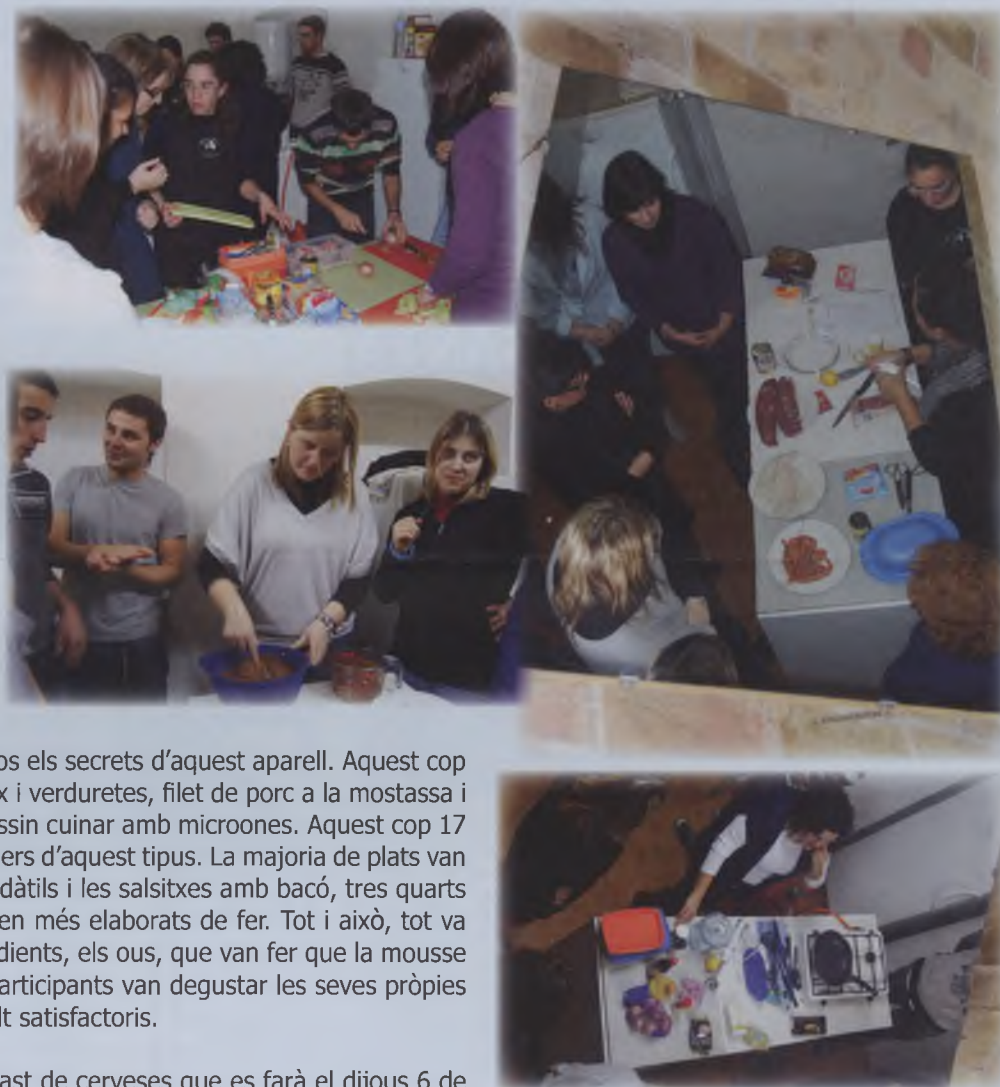 os els secrets d'aquest aparell. Aquest cop
x i verduretes, filet de porc a la mostassa i
ssin cuinar amb microones. Aquest cop 17
ers d'aquest tipus. La majoria de plats van
dàtils i les salsitxes amb bacó, tres quarts
en més elaborats de fer. Tot i això, tot va
dients, els ous, que van fer que la mousse
articipants van degustar les seves pròpies
lt satisfactoris.
ast de cerveses que es farà el dijous 6 de